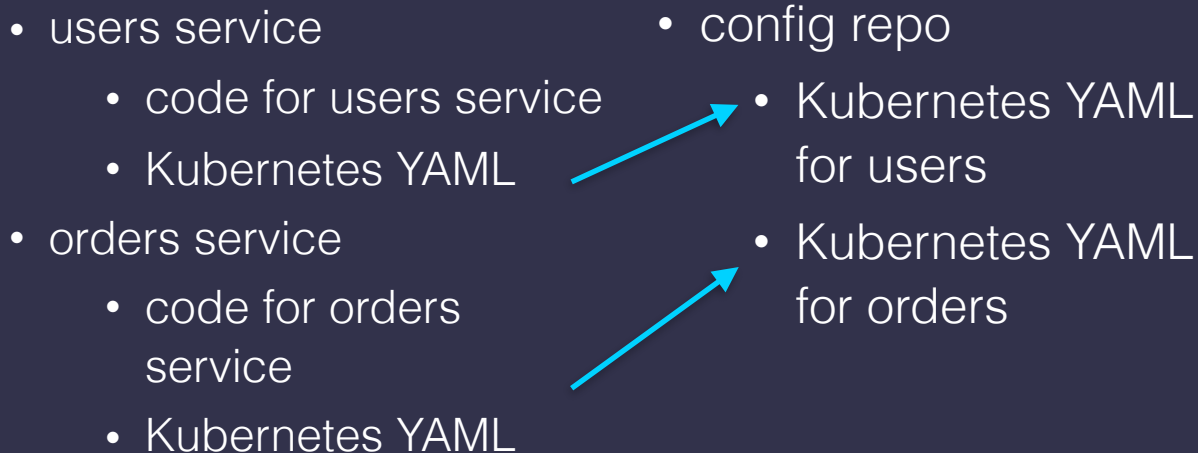 • users service
• code for users service
• Kubernetes YAML
• orders service
• code for orders
service
• Kubernetes YAML
• config repo
• Kubernetes YAML
for users
• Kubernetes YAML
for orders